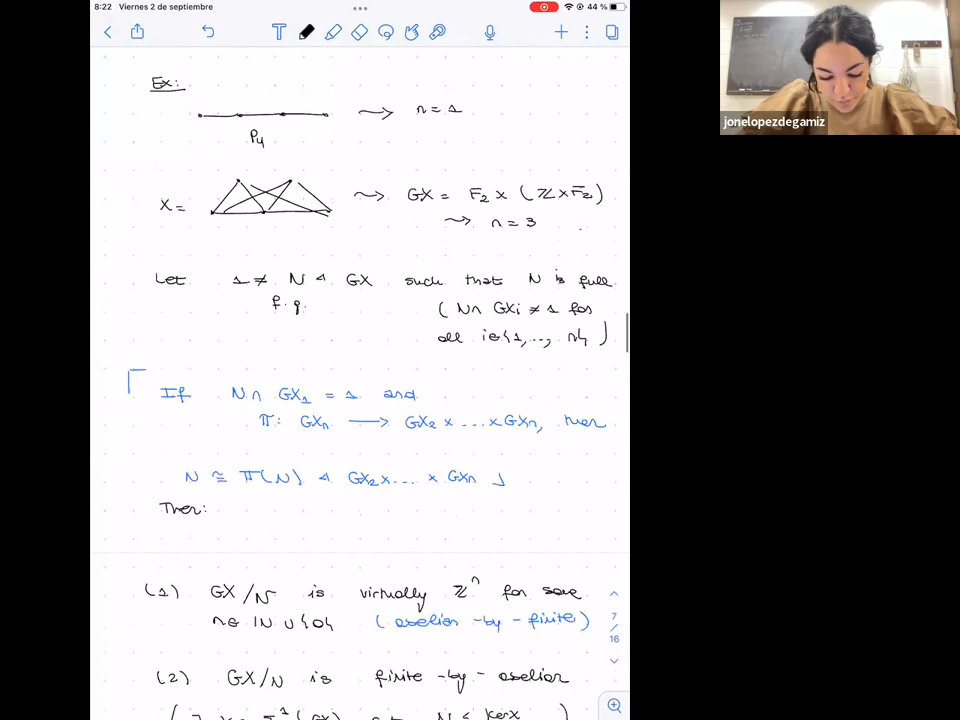 8:22 Viernes 2 de septiembre
44 %
Ex:
P4
⇝ n = 1
X = ⇝ GX = F2 × (ℤ × F2)
⇝ n = 3
Let 1 ≠ N ◁ GX such that N is full
f.g. (N ∩ GXi ≠ 1 for
all i ∈ {1, ..., n})
If N ∩ GX1 = 1 and
π: GXn ⟶ GX2 × ... × GXn, then
N ≅ π(N) ◁ GX2 × ... × GXn
Then:
(1) GX/N is virtually ℤ^n for some
n ∈ ℕ ∪ {0} (abelian-by-finite)
(2) GX/N is finite-by-abelian
7
/
16
jonelopezdegamiz